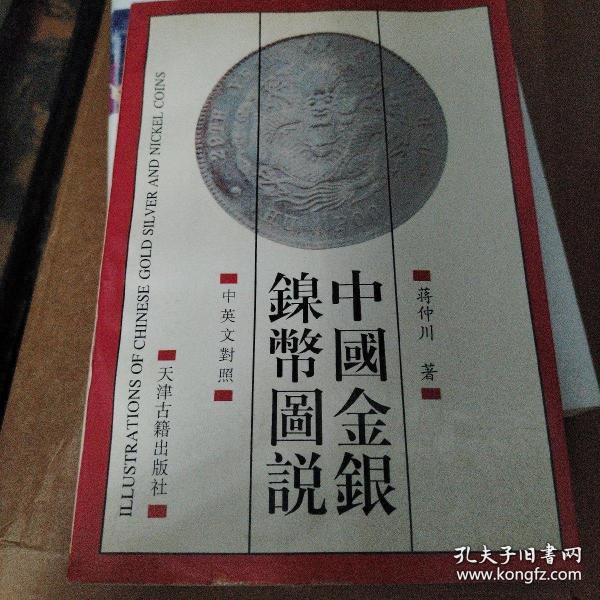 蒋仲川 著
中國金銀
鎳幣圖説
中英文對照
天津古籍出版社
ILLUSTRATIONS OF CHINESE GOLD SILVER AND NICKEL COINS
孔夫子旧书网
www.kongfz.com